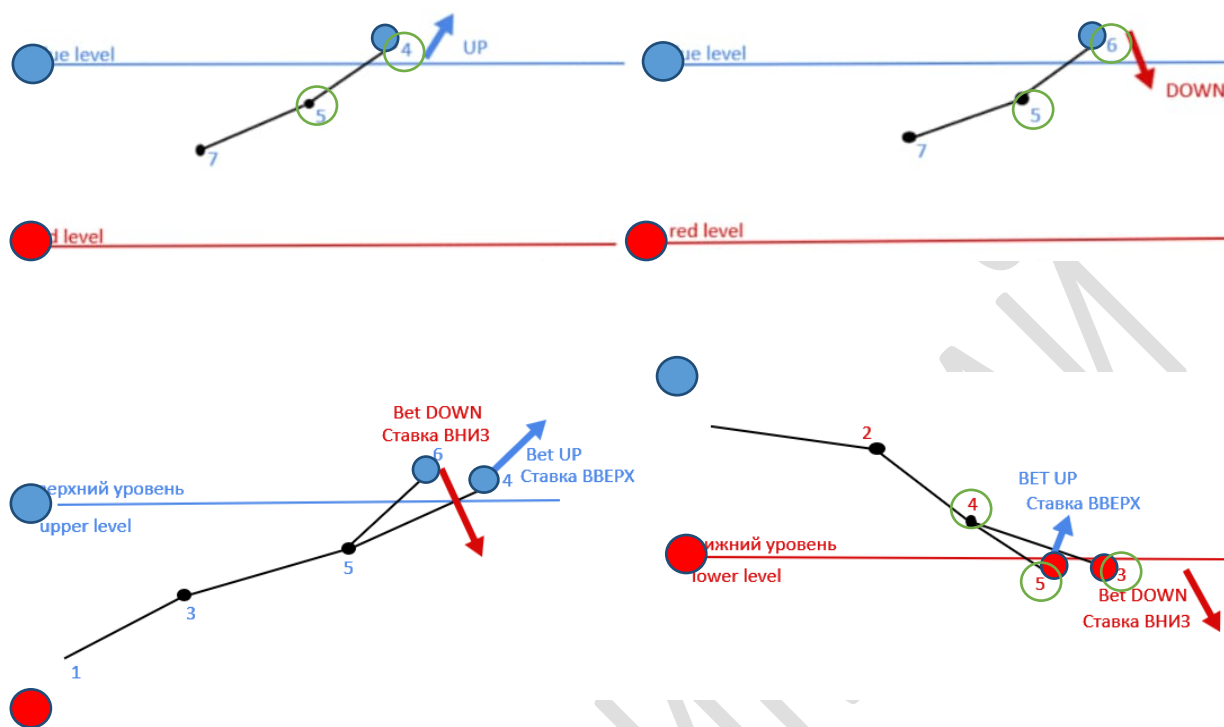 4
UP
ue level
5
7
d level
6
ue level
DOWN
5
7
red level
Bet DOWN
Ставка ВНИЗ
6
Bet UP
4
Ставка ВВЕРХ
ерхний уровень
upper level
5
3
1
2
4
BET UP
Ставка ВВЕРХ
ижний уровень
lower level
5
3
Bet DOWN
Ставка ВНИЗ